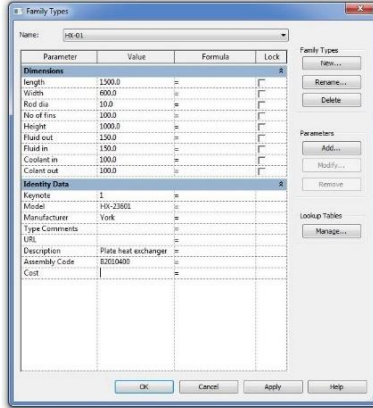 Family Types
Name: HX-01
Parameter Value Formula Lock
Dimensions
length 1500.0 =
Width 600.0 =
Rod dia 10.0 =
No of fins 100.0 =
Height 1000.0 =
Fluid out 150.0 =
Fluid in 150.0 =
Coolant in 100.0 =
Colent out 100.0 =
Identity Data
Keynote 1 =
Model HX-23601 =
Manufacturer York =
Type Comments =
URL =
Description Plate heat exchanger =
Assembly Code B2010400 =
Cost =
Family Types
New...
Rename...
Delete
Parameters
Add...
Modify...
Remove
Lookup Tables
Manage...
OK Cancel Apply Help